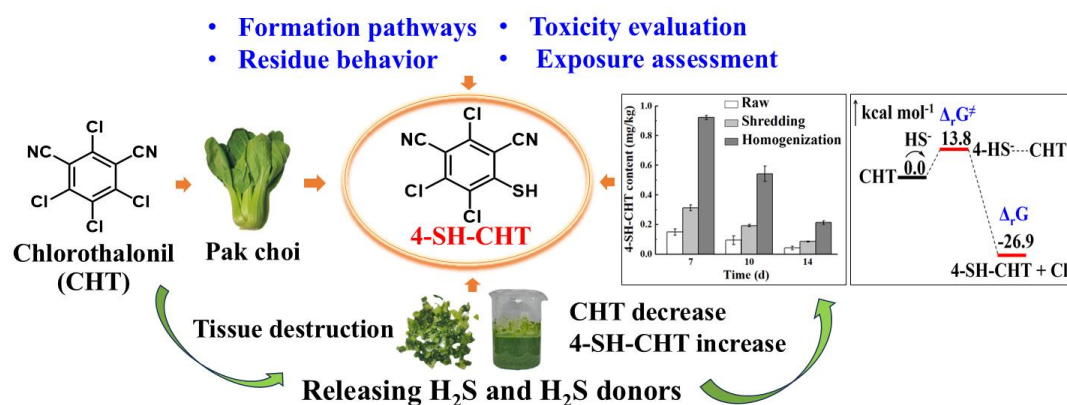 • Formation pathways • Toxicity evaluation
• Residue behavior • Exposure assessment
Cl
NC CN
Cl Cl
Cl
Chlorothalonil
(CHT)
Pak choi
Cl
NC CN
Cl SH
Cl
4-SH-CHT
4-SH-CHT content (mg/kg)
1.0
0.8
0.6
0.4
0.2
0.0
Raw
Shredding
Homogenization
7 10 14
Time (d)
kcal mol⁻¹
ΔᵣG≠
HS⁻
13.8
4-HS⁻----CHT
0.0
CHT
ΔᵣG
-26.9
4-SH-CHT + Cl
Tissue destruction
CHT decrease
4-SH-CHT increase
Releasing H₂S and H₂S donors